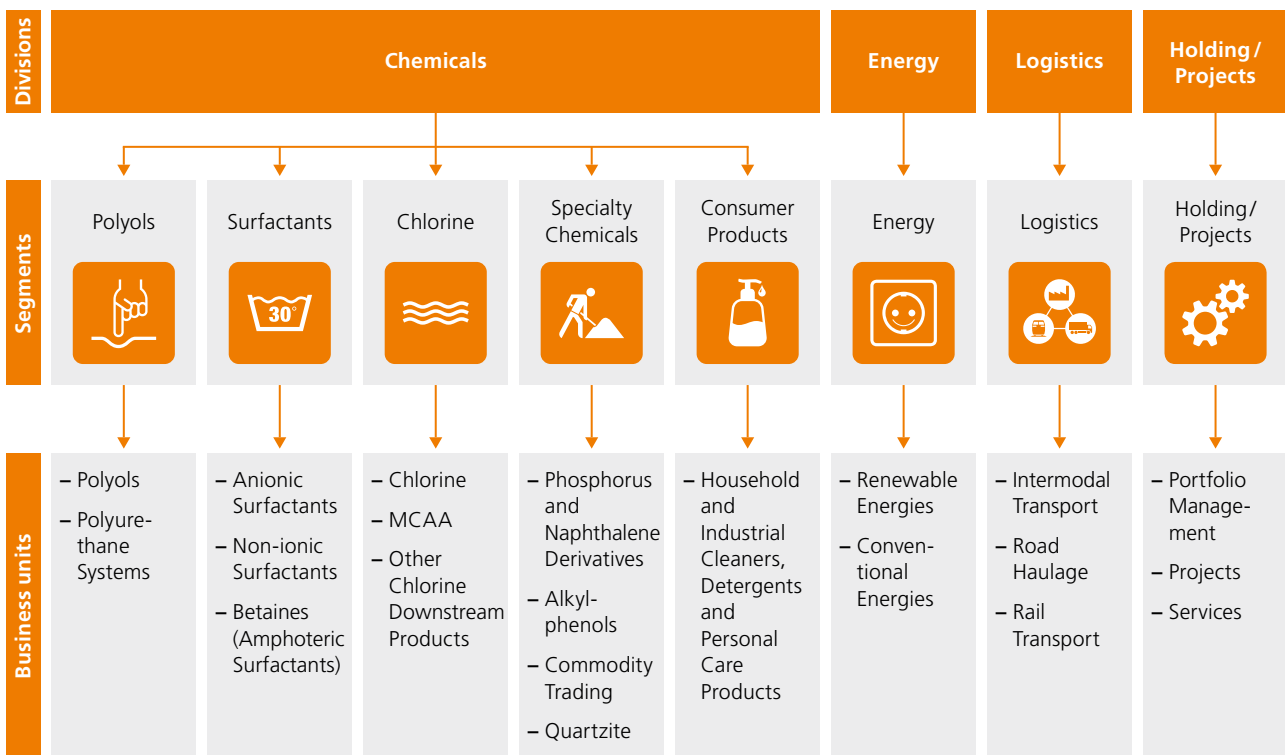 Divisions
Chemicals
Energy
Logistics
Holding /
Projects
Segments
Polyols
Surfactants
30°
Chlorine
Specialty
Chemicals
Consumer
Products
Energy
Logistics
Holding/
Projects
Business units
– Polyols
– Polyure-
thane
Systems
– Anionic
Surfactants
– Non-ionic
Surfactants
– Betaines
(Amphoteric
Surfactants)
– Chlorine
– MCAA
– Other
Chlorine
Downstream
Products
– Phosphorus
and
Naphthalene
Derivatives
– Alkyl-
phenols
– Commodity
Trading
– Quartzite
– Household
and
Industrial
Cleaners,
Detergents
and
Personal
Care
Products
– Renewable
Energies
– Conven-
tional
Energies
– Intermodal
Transport
– Road
Haulage
– Rail
Transport
– Portfolio
Manage-
ment
– Projects
– Services